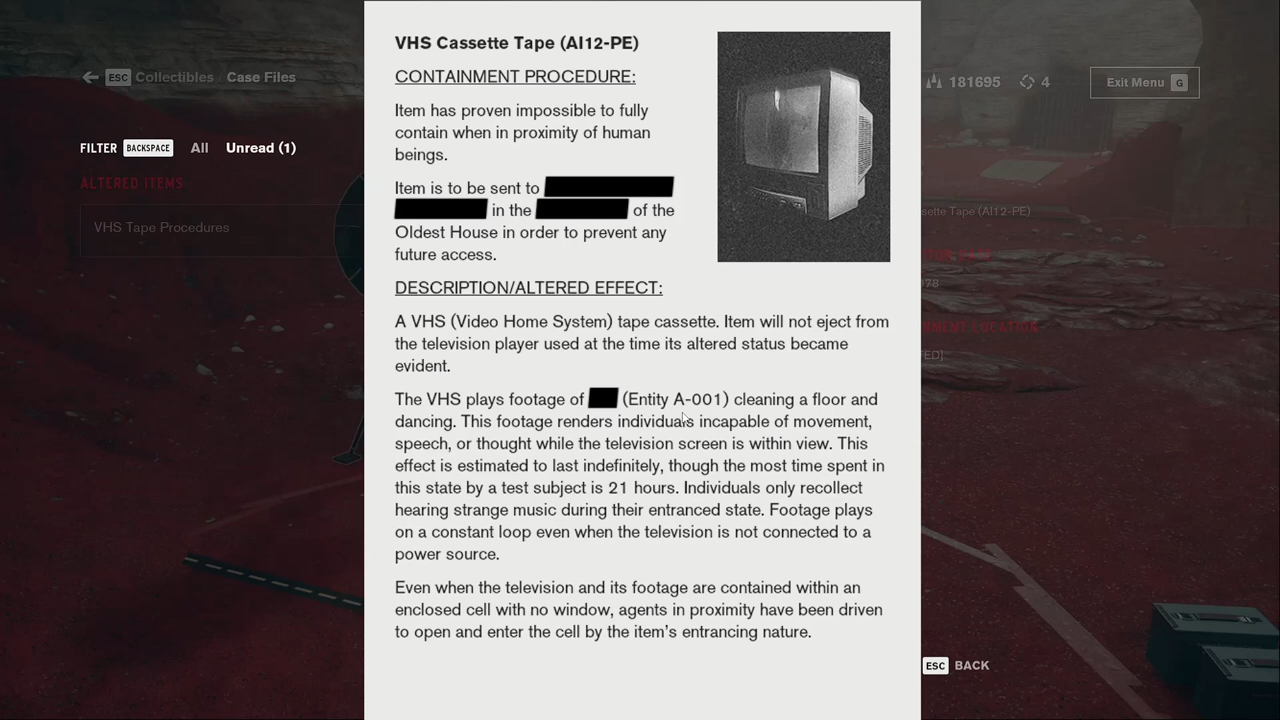 ESC Collectibles Case Files
181695 4 Exit Menu G
FILTER BACKSPACE All Unread (1)
ALTERED ITEMS
VHS Tape Procedures
VHS Cassette Tape (AI12-PE)
CONTAINMENT PROCEDURE:
Item has proven impossible to fully
contain when in proximity of human
beings.
Item is to be sent to
in the of the
Oldest House in order to prevent any
future access.
DESCRIPTION/ALTERED EFFECT:
A VHS (Video Home System) tape cassette. Item will not eject from
the television player used at the time its altered status became
evident.
The VHS plays footage of (Entity A-001) cleaning a floor and
dancing. This footage renders individuals incapable of movement,
speech, or thought while the television screen is within view. This
effect is estimated to last indefinitely, though the most time spent in
this state by a test subject is 21 hours. Individuals only recollect
hearing strange music during their entranced state. Footage plays
on a constant loop even when the television is not connected to a
power source.
Even when the television and its footage are contained within an
enclosed cell with no window, agents in proximity have been driven
to open and enter the cell by the item's entrancing nature.
sette Tape (AI12-PE)
78
ED]
ESC BACK